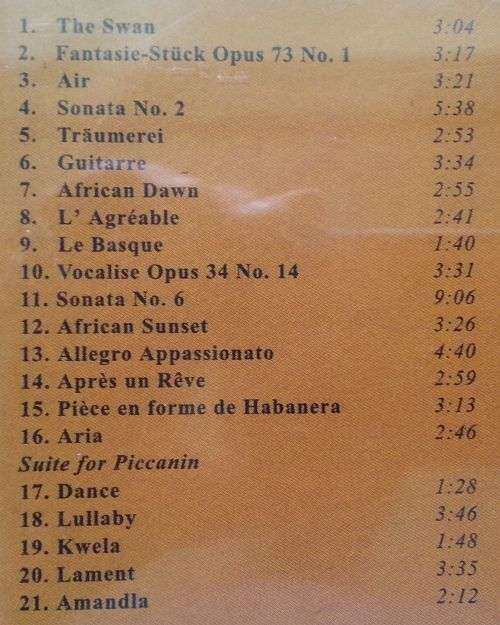 1. The Swan 3:04
2. Fantasie-Stück Opus 73 No. 1 3:17
3. Air 3:21
4. Sonata No. 2 5:38
5. Träumerei 2:53
6. Guitarre 3:34
7. African Dawn 2:55
8. L' Agréable 2:41
9. Le Basque 1:40
10. Vocalise Opus 34 No. 14 3:31
11. Sonata No. 6 9:06
12. African Sunset 3:26
13. Allegro Appassionato 4:40
14. Après un Rêve 2:59
15. Pièce en forme de Habanera 3:13
16. Aria 2:46
Suite for Piccanin
17. Dance 1:28
18. Lullaby 3:46
19. Kwela 1:48
20. Lament 3:35
21. Amandla 2:12